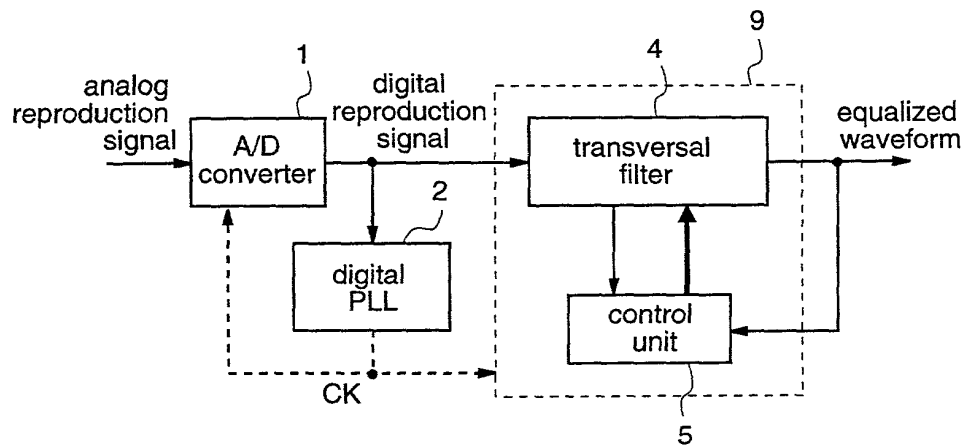 9
1
4
analog
reproduction
signal
digital
reproduction
signal
equalized
waveform
A/D
converter
transversal
filter
2
digital
PLL
control
unit
CK
5